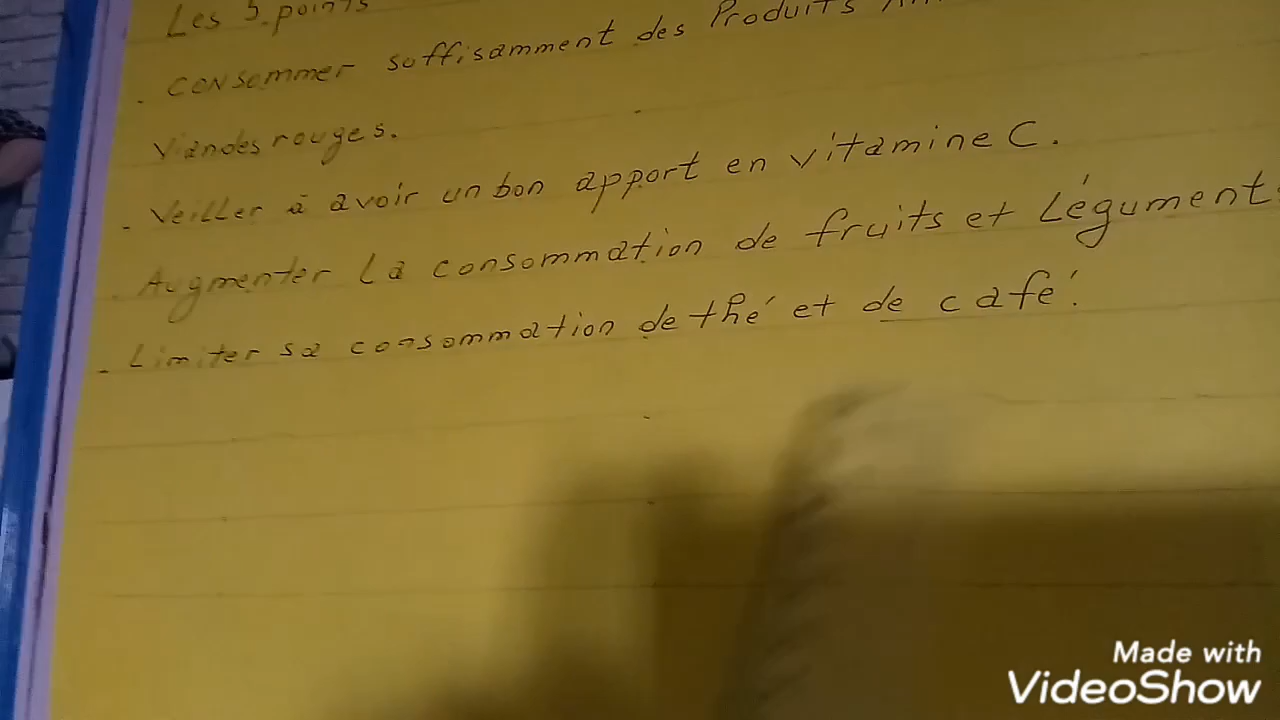 Les 5 points
. consommer suffisamment des Produits
Viandes rouges.
. Veiller à avoir un bon apport en vitamine C.
. Augmenter La consommation de fruits et Légument.
. Limiter sa consommation de thé et de café.
Made with
VideoShow